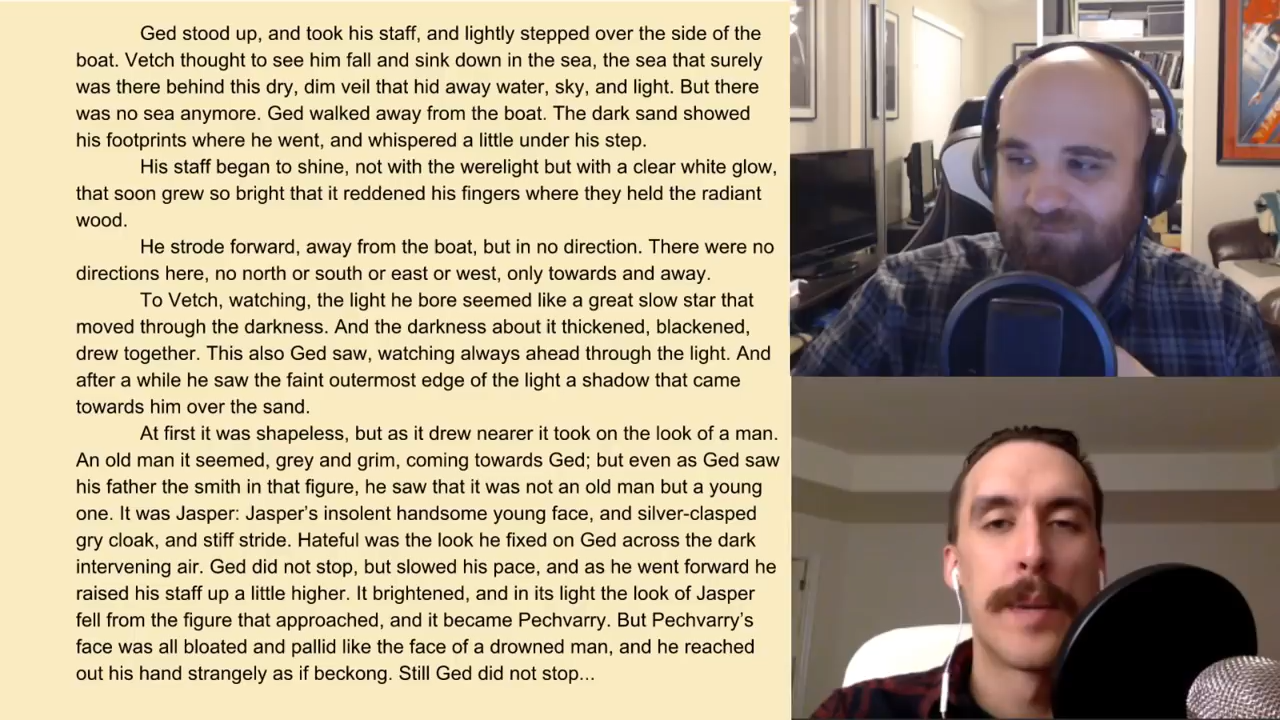 Ged stood up, and took his staff, and lightly stepped over the side of the
boat. Vetch thought to see him fall and sink down in the sea, the sea that surely
was there behind this dry, dim veil that hid away water, sky, and light. But there
was no sea anymore. Ged walked away from the boat. The dark sand showed
his footprints where he went, and whispered a little under his step.
His staff began to shine, not with the werelight but with a clear white glow,
that soon grew so bright that it reddened his fingers where they held the radiant
wood.
He strode forward, away from the boat, but in no direction. There were no
directions here, no north or south or east or west, only towards and away.
To Vetch, watching, the light he bore seemed like a great slow star that
moved through the darkness. And the darkness about it thickened, blackened,
drew together. This also Ged saw, watching always ahead through the light. And
after a while he saw the faint outermost edge of the light a shadow that came
towards him over the sand.
At first it was shapeless, but as it drew nearer it took on the look of a man.
An old man it seemed, grey and grim, coming towards Ged; but even as Ged saw
his father the smith in that figure, he saw that it was not an old man but a young
one. It was Jasper: Jasper’s insolent handsome young face, and silver-clasped
gry cloak, and stiff stride. Hateful was the look he fixed on Ged across the dark
intervening air. Ged did not stop, but slowed his pace, and as he went forward he
raised his staff up a little higher. It brightened, and in its light the look of Jasper
fell from the figure that approached, and it became Pechvarry. But Pechvarry’s
face was all bloated and pallid like the face of a drowned man, and he reached
out his hand strangely as if beckong. Still Ged did not stop...